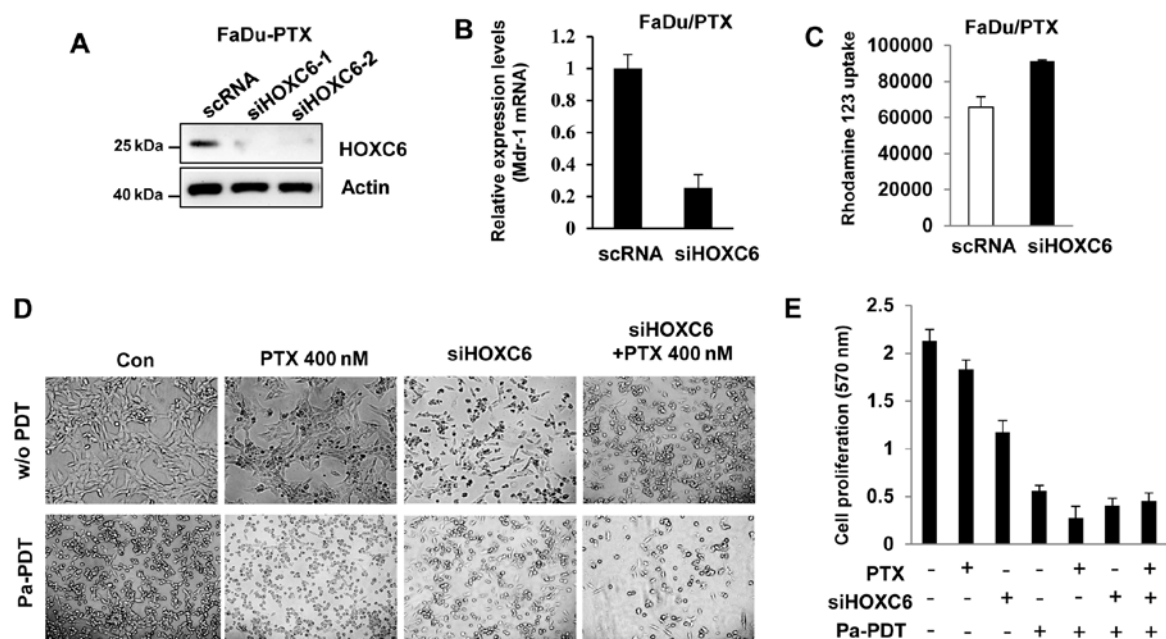 A
FaDu-PTX
scRNA
siHOXC6-1
siHOXC6-2
25 kDa
HOXC6
40 kDa
Actin
B
Relative expression levels
(Mdr-1 mRNA)
1.2
1
0.8
0.6
0.4
0.2
0
scRNA siHOXC6
C
FaDu/PTX
Rhodamine 123 uptake
100000
80000
60000
40000
20000
0
scRNA siHOXC6
D
Con
PTX 400 nM
siHOXC6
siHOXC6
+PTX 400 nM
w/o PDT
Pa-PDT
E
Cell proliferation (570 nm)
2.5
2
1.5
1
0.5
0
PTX - + - - + - +
siHOXC6 - - + - - + +
Pa-PDT - - - + + + +